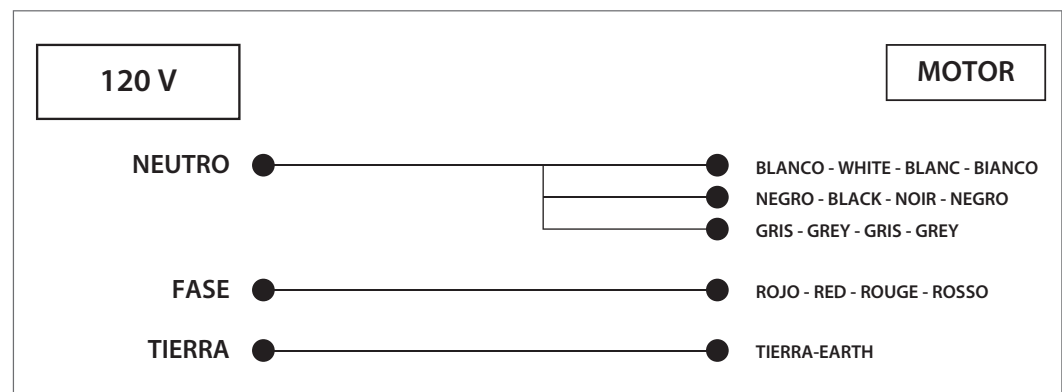 120 V
MOTOR
NEUTRO
BLANCO - WHITE - BLANC - BIANCO
NEGRO - BLACK - NOIR - NEGRO
GRIS - GREY - GRIS - GREY
FASE
ROJO - RED - ROUGE - ROSSO
TIERRA
TIERRA-EARTH